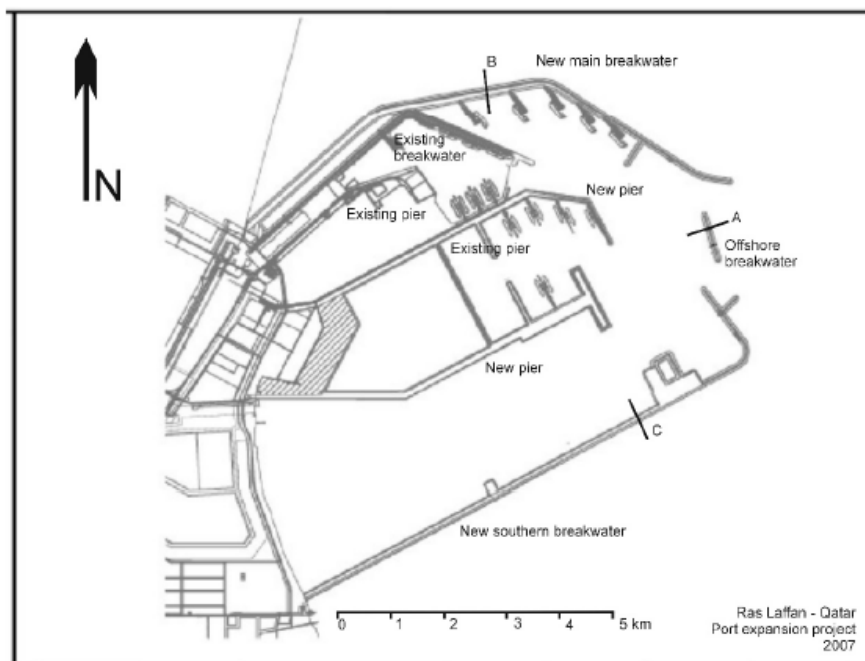 B
New main breakwater
N
Existing
breakwater
New pier
Existing pier
A
Existing pier
Offshore
breakwater
New pier
C
New southern breakwater
0 1 2 3 4 5 km
Ras Laffan - Qatar
Port expansion project
2007